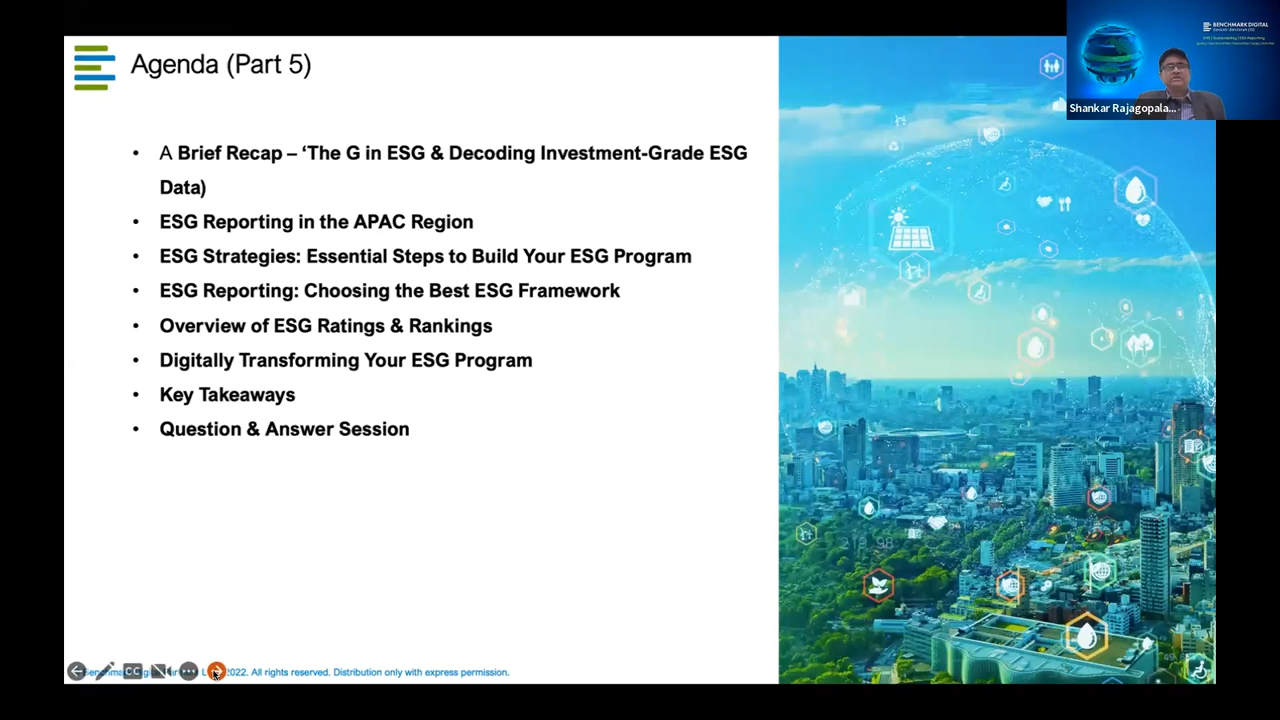 Agenda (Part 5)
BENCHMARK DIGITAL
Shankar Rajagopala...
• A Brief Recap – ‘The G in ESG & Decoding Investment-Grade ESG
Data)
• ESG Reporting in the APAC Region
• ESG Strategies: Essential Steps to Build Your ESG Program
• ESG Reporting: Choosing the Best ESG Framework
• Overview of ESG Ratings & Rankings
• Digitally Transforming Your ESG Program
• Key Takeaways
• Question & Answer Session
CC
2022. All rights reserved. Distribution only with express permission.